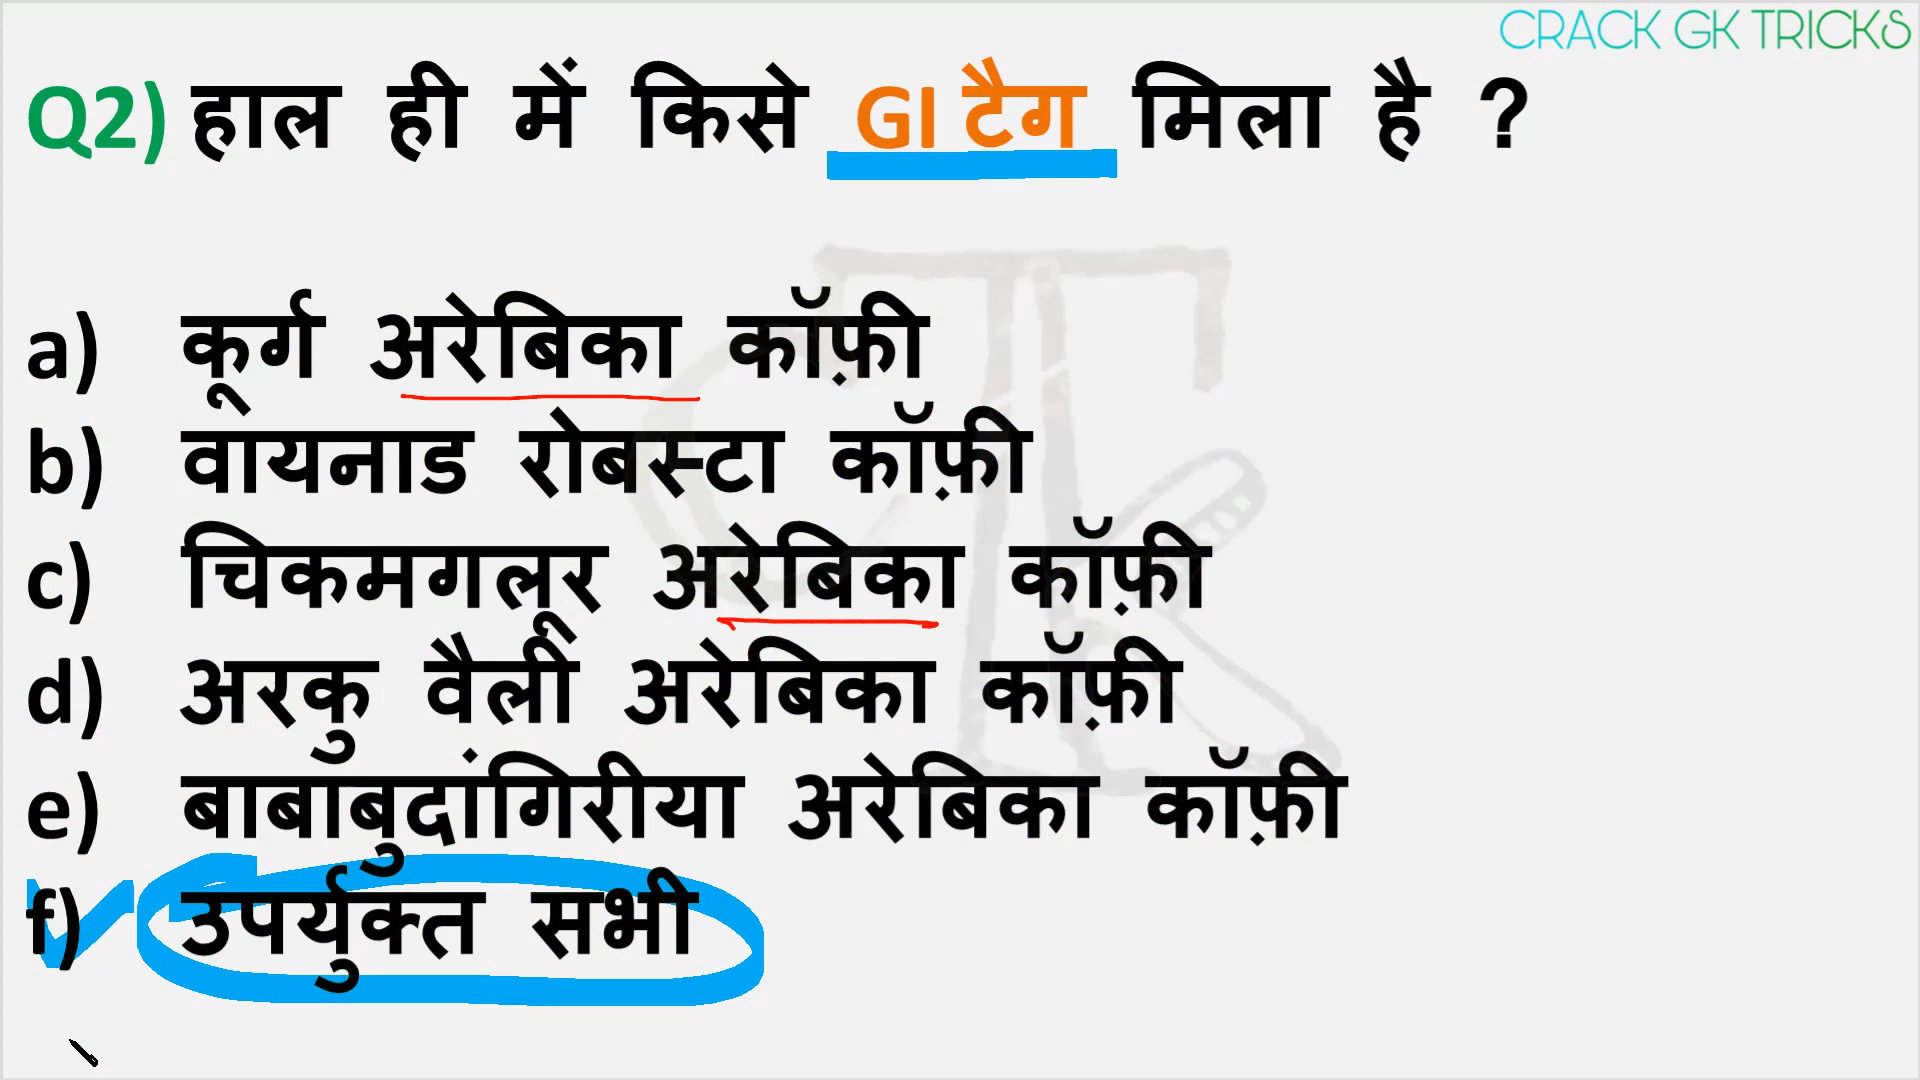 CRACK GK TRICKS
Q2) हाल ही में किसे GI टैग मिला है ?
a) कूर्ग अरेबिका कॉफ़ी
b) वायनाड रोबस्टा कॉफ़ी
c) चिकमगलूर अरेबिका कॉफ़ी
d) अरकु वैली अरेबिका कॉफ़ी
e) बाबाबुदांगिरीया अरेबिका कॉफ़ी
f) उपर्युक्त सभी